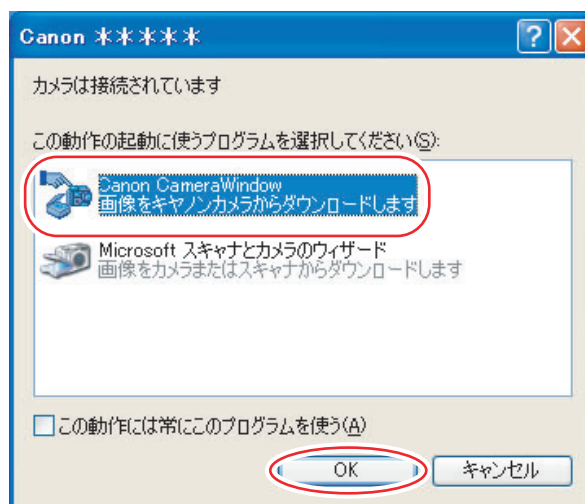 Canon ＊＊＊＊＊
カメラは接続されています
この動作の起動に使うプログラムを選択してください(S):
Canon CameraWindow
画像をキヤノンカメラからダウンロードします
Microsoft スキャナとカメラのウィザード
画像をカメラまたはスキャナからダウンロードします
この動作には常にこのプログラムを使う(A)
OK キャンセル